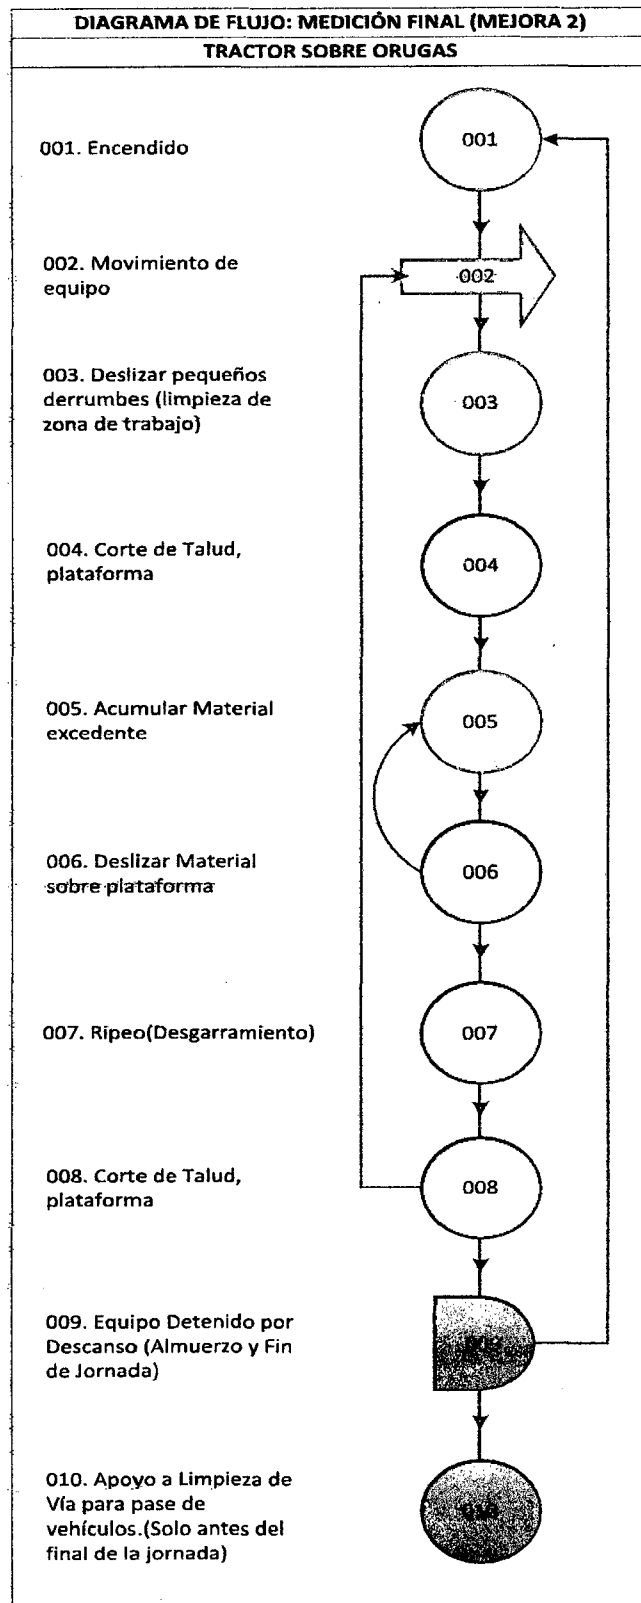 DIAGRAMA DE FLUJO: MEDICIÓN FINAL (MEJORA 2)
TRACTOR SOBRE ORUGAS
001. Encendido
001
002. Movimiento de
equipo
002
003. Deslizar pequeños
derrumbes (limpieza de
zona de trabajo)
003
004. Corte de Talud,
plataforma
004
005. Acumular Material
excedente
005
006. Deslizar Material
sobre plataforma
006
007. Ripeo(Desgarramiento)
007
008. Corte de Talud,
plataforma
008
009. Equipo Detenido por
Descanso (Almuerzo y Fin
de Jornada)
010. Apoyo a Limpieza de
Vía para pase de
vehículos.(Solo antes del
final de la jornada)
010